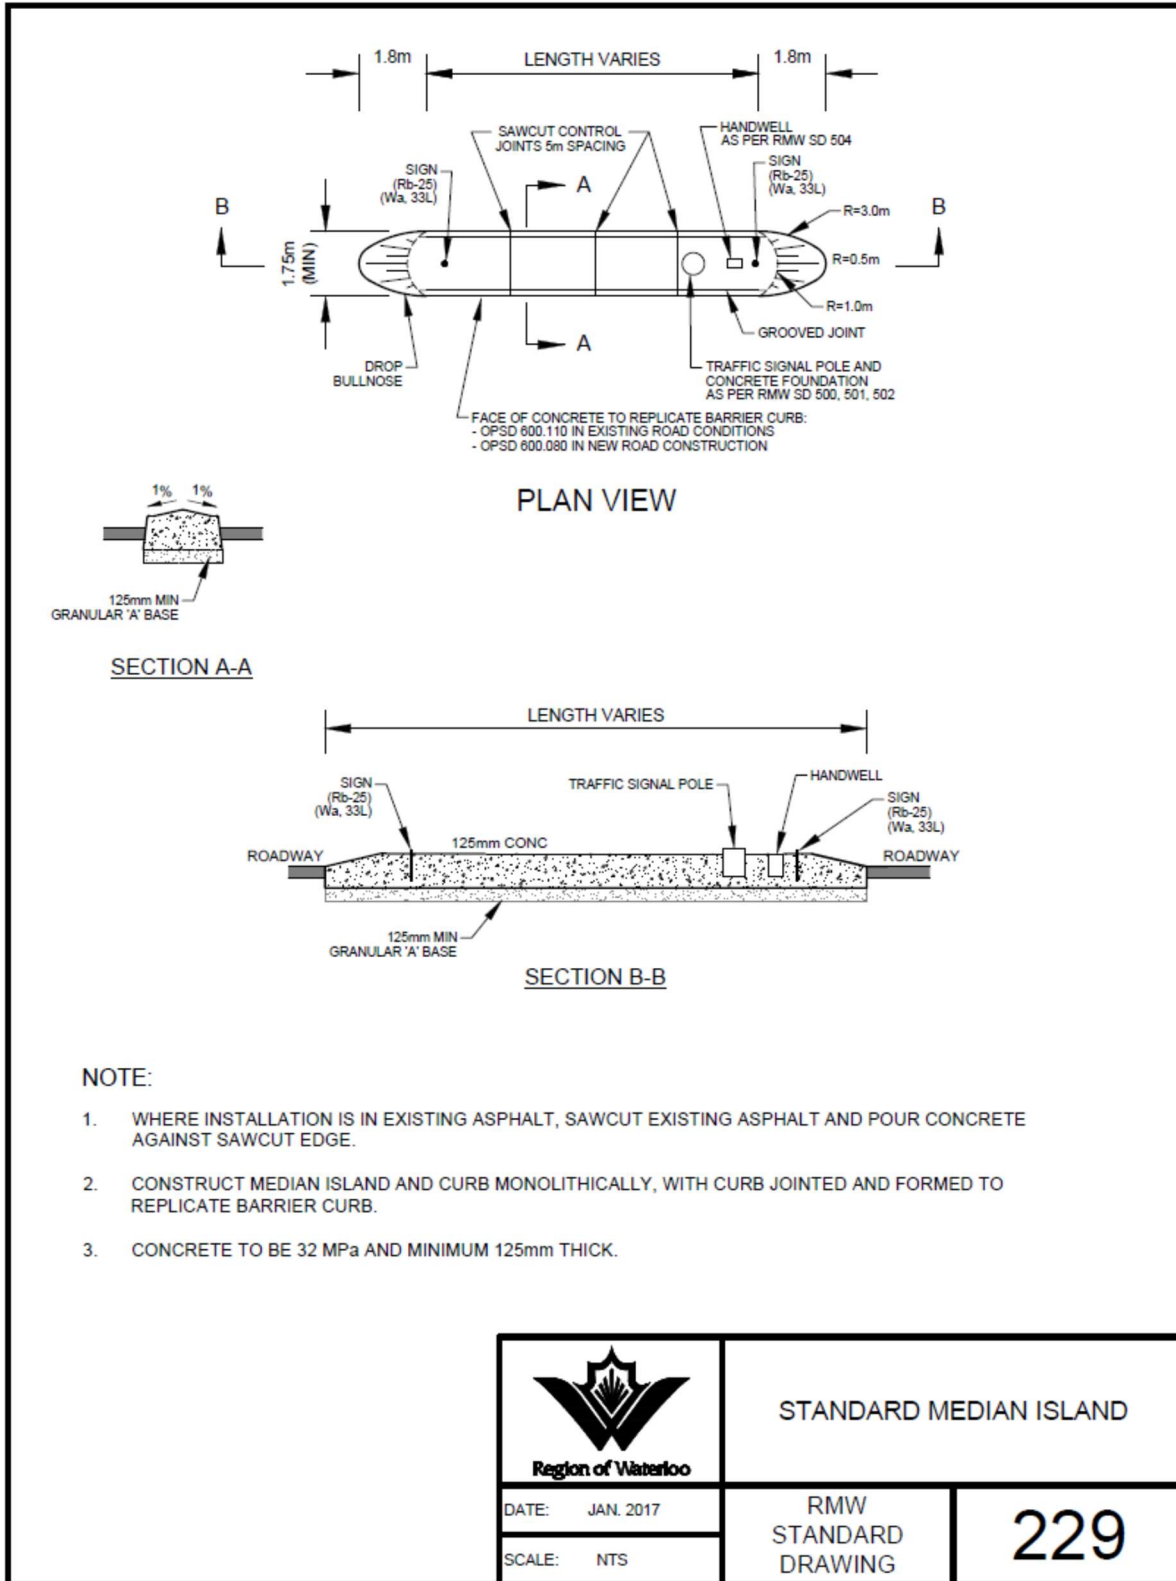 1.8m
LENGTH VARIES
1.8m
SAWCUT CONTROL
JOINTS 5m SPACING
HANDWELL
AS PER RMW SD 504
SIGN
(Rb-25)
(Wa, 33L)
A
SIGN
(Rb-25)
(Wa, 33L)
B
B
R=3.0m
1.75m
(MIN)
R=0.5m
R=1.0m
A
GROOVED JOINT
DROP
BULLNOSE
TRAFFIC SIGNAL POLE AND
CONCRETE FOUNDATION
AS PER RMW SD 500, 501, 502
FACE OF CONCRETE TO REPLICATE BARRIER CURB:
- OPSD 600.110 IN EXISTING ROAD CONDITIONS
- OPSD 600.080 IN NEW ROAD CONSTRUCTION
PLAN VIEW
1% 1%
125mm MIN
GRANULAR 'A' BASE
SECTION A-A
LENGTH VARIES
SIGN
(Rb-25)
(Wa, 33L)
TRAFFIC SIGNAL POLE
HANDWELL
SIGN
(Rb-25)
(Wa, 33L)
ROADWAY
125mm CONC
ROADWAY
125mm MIN
GRANULAR 'A' BASE
SECTION B-B
NOTE:
1. WHERE INSTALLATION IS IN EXISTING ASPHALT, SAWCUT EXISTING ASPHALT AND POUR CONCRETE
AGAINST SAWCUT EDGE.
2. CONSTRUCT MEDIAN ISLAND AND CURB MONOLITHICALLY, WITH CURB JOINTED AND FORMED TO
REPLICATE BARRIER CURB.
3. CONCRETE TO BE 32 MPa AND MINIMUM 125mm THICK.
Region of Waterloo
STANDARD MEDIAN ISLAND
DATE: JAN. 2017
SCALE: NTS
RMW
STANDARD
DRAWING
229